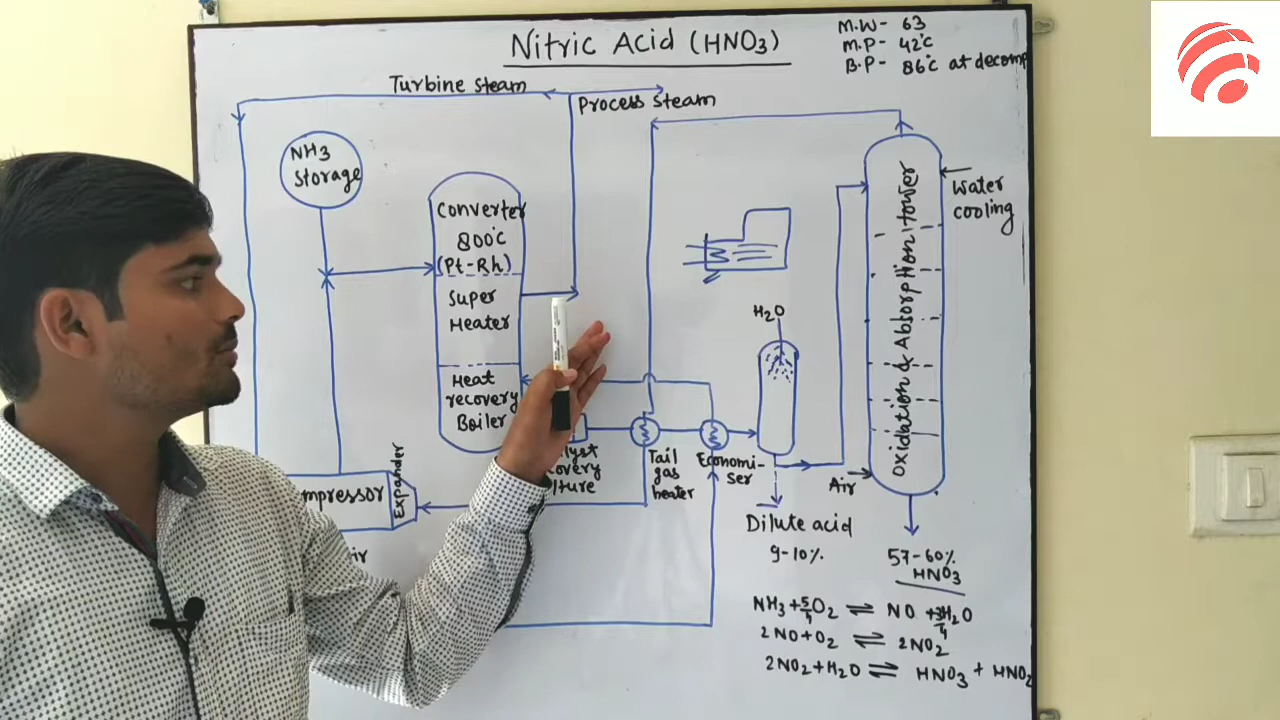 Nitric Acid (HNO3)
M.W- 63
M.P- 42°C
B.P- 86°C at decomp
Turbine steam
Process steam
NH3
Storage
Converter
800°C
(Pt-Rh)
Super
Heater
Heat
recovery
Boiler
Water
cooling
Oxidation & Absorption tower
H2O
Expander
Tail
gas
heater
Economi-
ser
Air
Dilute acid
9-10%
57-60%
HNO3
NH3 + 5/4 O2 ⇌ NO + 3/4 H2O
2NO + O2 ⇌ 2NO2
2NO2 + H2O ⇌ HNO3 + HNO2